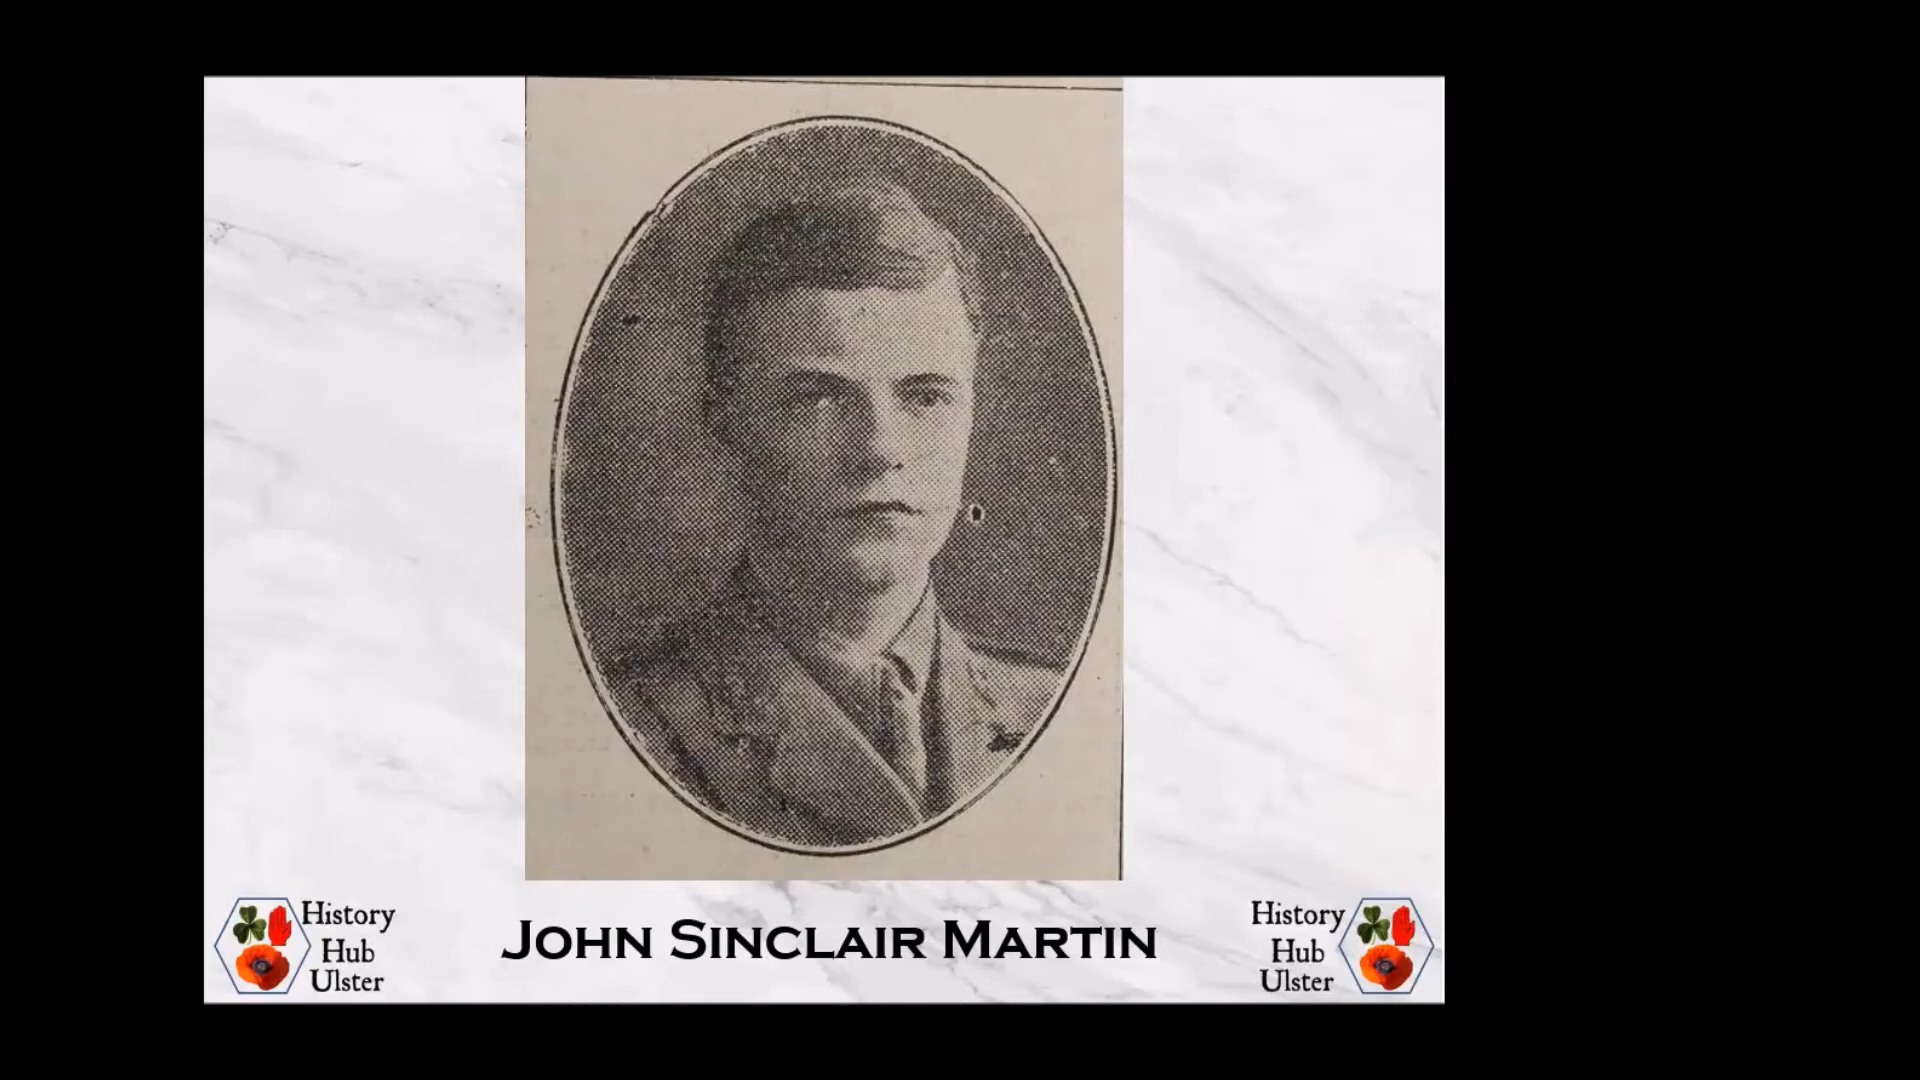 JOHN SINCLAIR MARTIN
History
Hub
Ulster
History
Hub
Ulster